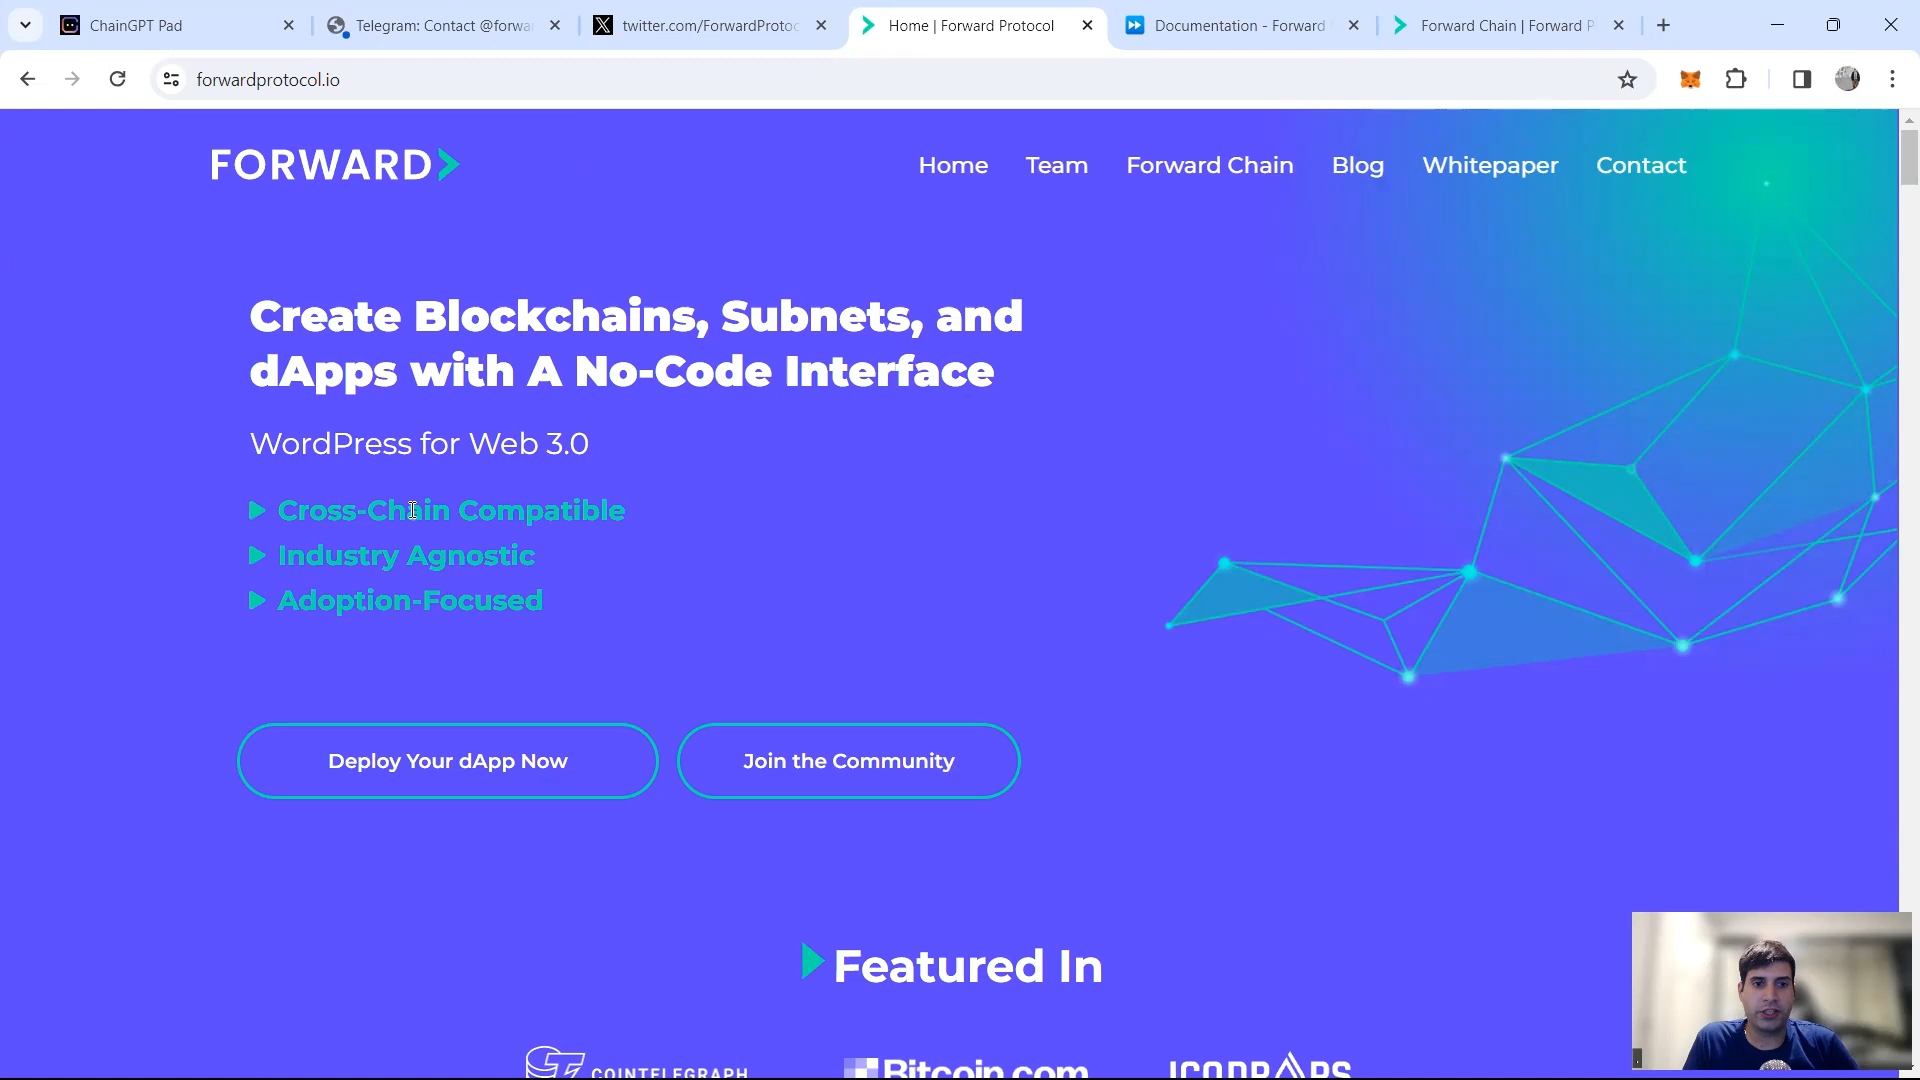 ChainGPT Pad
Telegram: Contact @forwar
twitter.com/ForwardProtoc
Home | Forward Protocol
Documentation - Forward
Forward Chain | Forward P
forwardprotocol.io
FORWARD
Home
Team
Forward Chain
Blog
Whitepaper
Contact
Create Blockchains, Subnets, and
dApps with A No-Code Interface
WordPress for Web 3.0
Cross-Chain Compatible
Industry Agnostic
Adoption-Focused
Deploy Your dApp Now
Join the Community
Featured In
COINTELEGRAPH
Bitcoin.com
ICODROPS